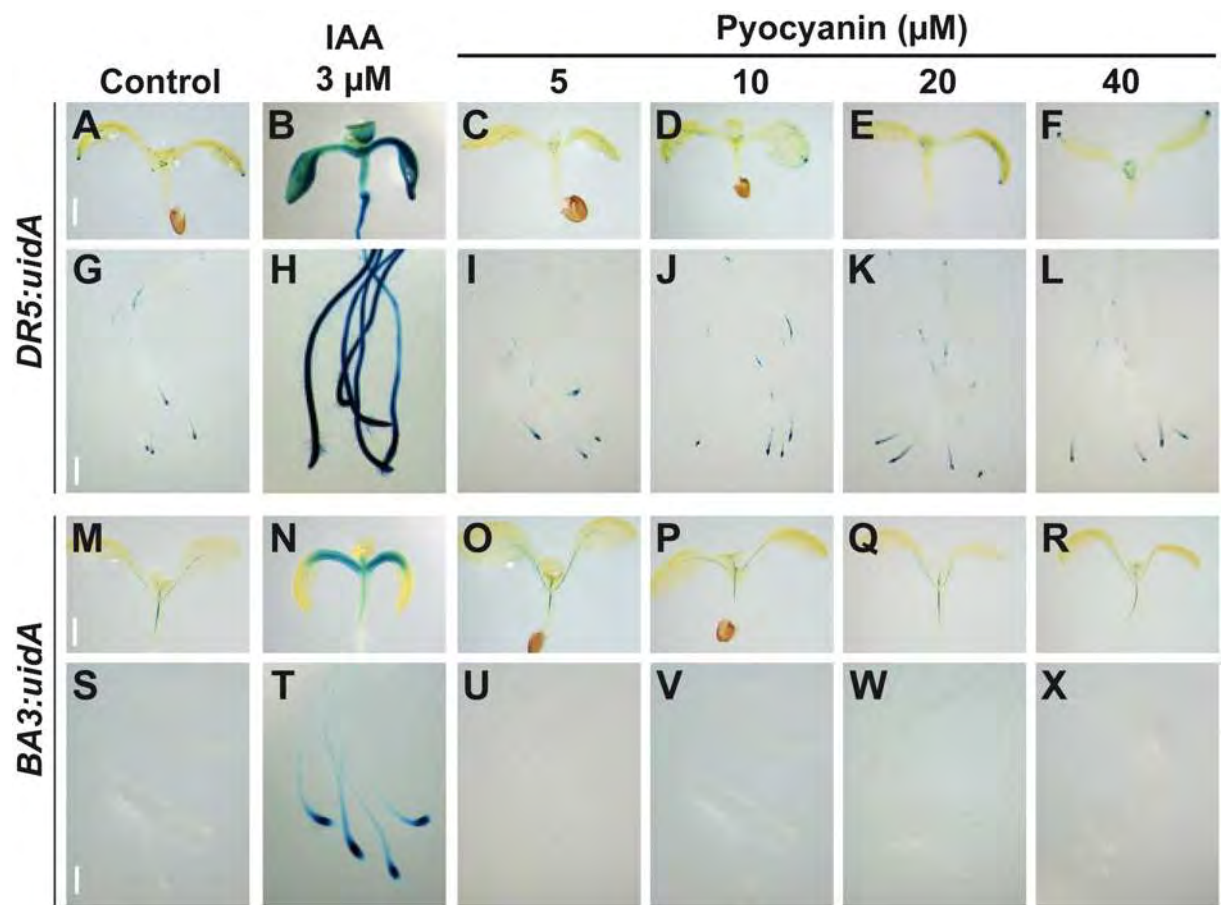 IAA
Pyocyanin (µM)
Control
3 µM
5
10
20
40
DR5:uidA
A
B
C
D
E
F
G
H
I
J
K
L
BA3:uidA
M
N
O
P
Q
R
S
T
U
V
W
X